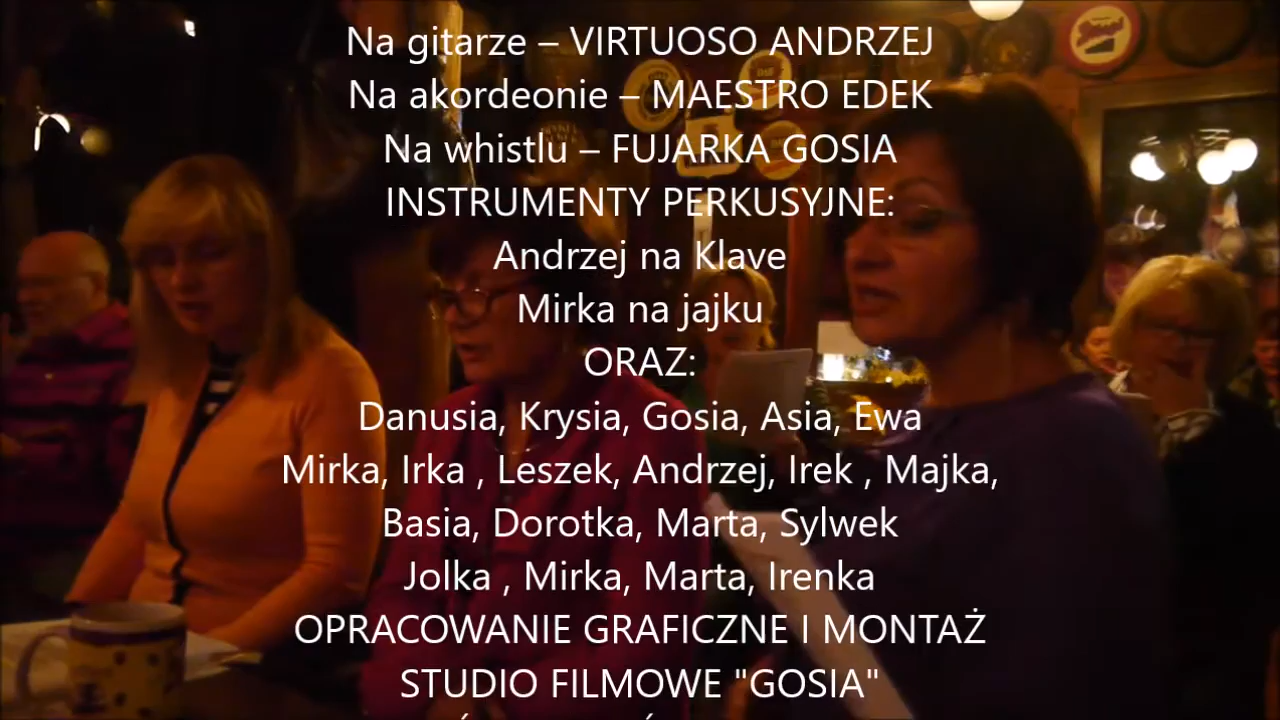 Na gitarze – VIRTUOSO ANDRZEJ
Na akordeonie – MAESTRO EDEK
Na whistlu – FUJARKA GOSIA
INSTRUMENTY PERKUSYJNE:
Andrzej na Klave
Mirka na jajku
ORAZ:
Danusia, Krysia, Gosia, Asia, Ewa
Mirka, Irka , Leszek, Andrzej, Irek , Majka,
Basia, Dorotka, Marta, Sylwek
Jolka , Mirka, Marta, Irenka
OPRACOWANIE GRAFICZNE I MONTAŻ
STUDIO FILMOWE "GOSIA"